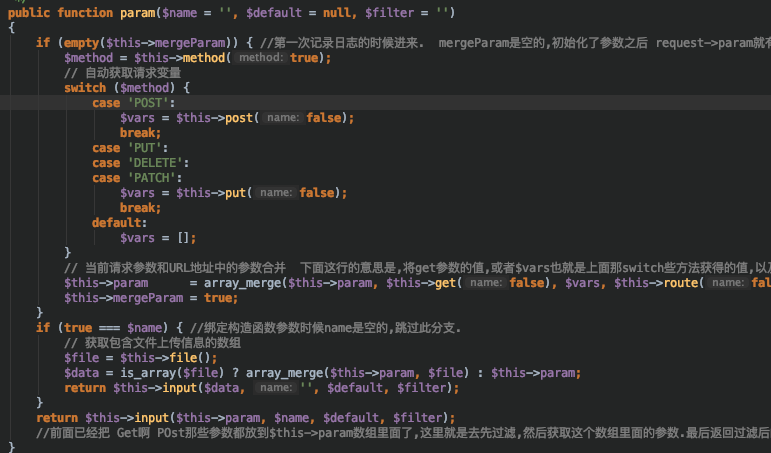 */
public function param($name = '', $default = null, $filter = '')
{
if (empty($this->mergeParam)) { //第一次记录日志的时候进来. mergeParam是空的,初始化了参数之后 request->param就有
$method = $this->method( method: true);
// 自动获取请求变量
switch ($method) {
case 'POST':
$vars = $this->post( name: false);
break;
case 'PUT':
case 'DELETE':
case 'PATCH':
$vars = $this->put( name: false);
break;
default:
$vars = [];
}
// 当前请求参数和URL地址中的参数合并 下面这行的意思是,将get参数的值,或者$vars也就是上面那switch些方法获得的值,以及
$this->param = array_merge($this->param, $this->get( name: false), $vars, $this->route( name: fal
$this->mergeParam = true;
}
if (true === $name) { //绑定构造函数参数时候name是空的,跳过此分支.
// 获取包含文件上传信息的数组
$file = $this->file();
$data = is_array($file) ? array_merge($this->param, $file) : $this->param;
return $this->input($data, name: '', $default, $filter);
}
return $this->input($this->param, $name, $default, $filter);
//前面已经把 Get啊 POst那些参数都放到$this->param数组里面了,这里就是去先过滤,然后获取这个数组里面的参数.最后返回过滤后
}